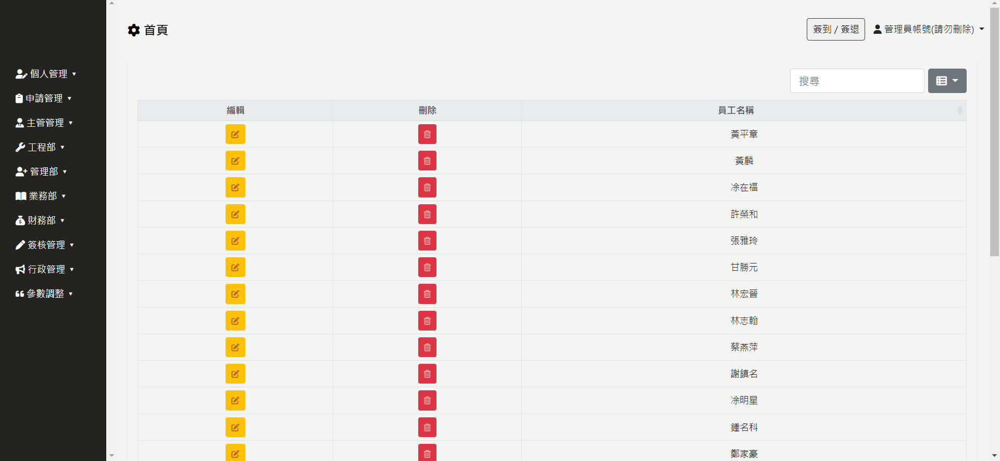 首頁
簽到 / 簽退
管理員帳號(請勿刪除)
個人管理
申請管理
主管管理
工程部
管理部
業務部
財務部
簽核管理
行政管理
參數調整
搜尋
編輯 刪除 員工名稱
黃平章
黃麟
凃在福
許榮和
張雅玲
甘勝元
林宏晉
林志翰
蔡燕萍
謝鎮名
凃明星
鍾名科
鄭家豪